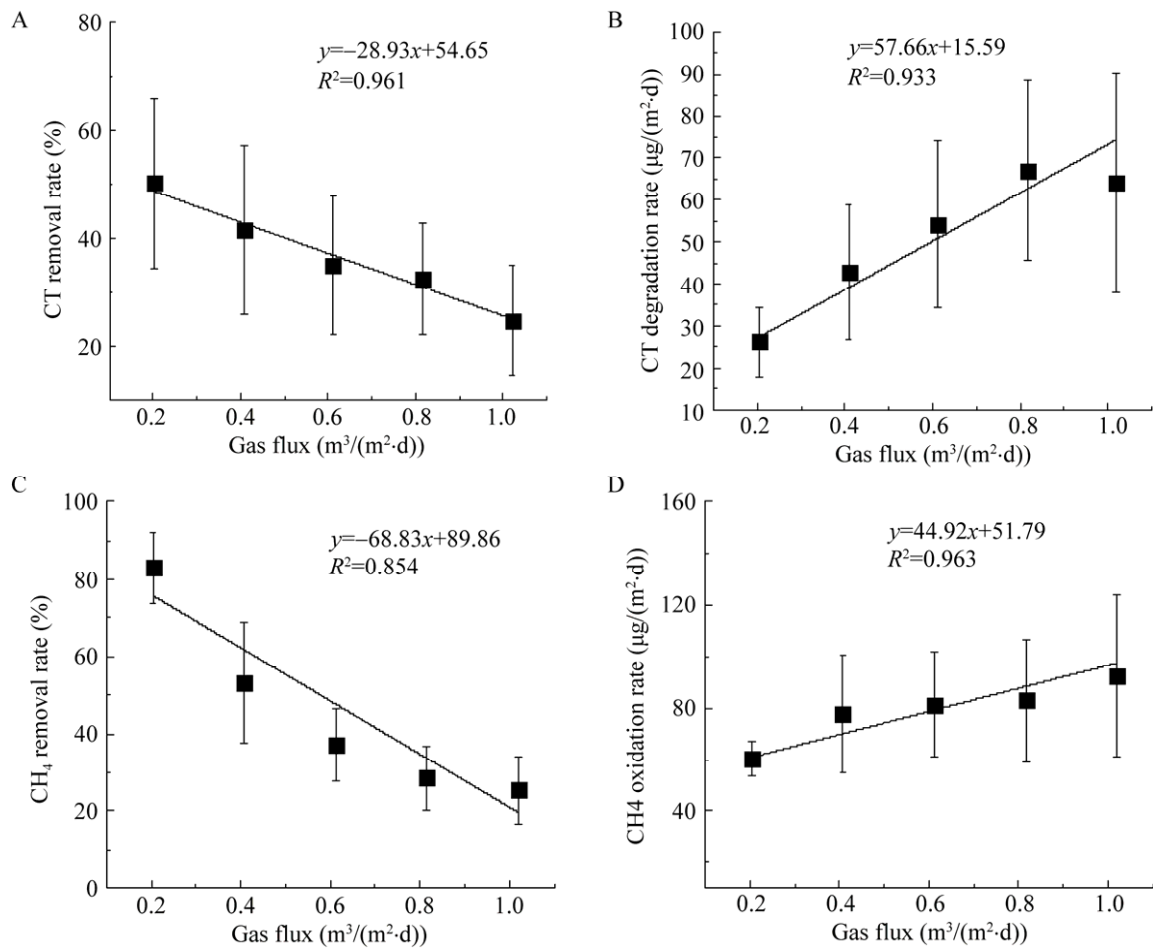 A
y=−28.93x+54.65
R²=0.961
CT removal rate (%)
80
60
40
20
0.2 0.4 0.6 0.8 1.0
Gas flux (m³/(m²·d))
B
y=57.66x+15.59
R²=0.933
CT degradation rate (μg/(m²·d))
100
90
80
70
60
50
40
30
20
10
0.2 0.4 0.6 0.8 1.0
Gas flux (m³/(m²·d))
C
y=−68.83x+89.86
R²=0.854
CH₄ removal rate (%)
100
80
60
40
20
0
0.2 0.4 0.6 0.8 1.0
Gas flux (m³/(m²·d))
D
y=44.92x+51.79
R²=0.963
CH4 oxidation rate (μg/(m²·d))
160
120
80
40
0.2 0.4 0.6 0.8 1.0
Gas flux (m³/(m²·d))